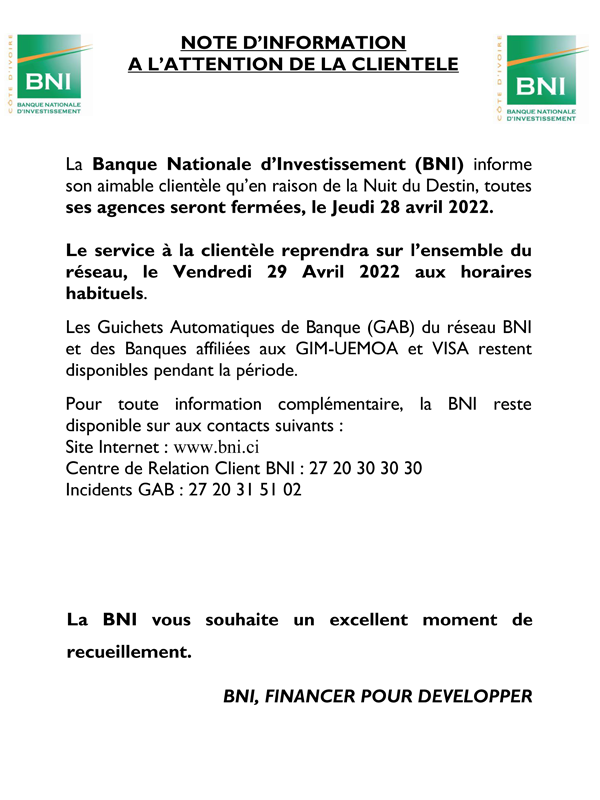 NOTE D’INFORMATION
A L’ATTENTION DE LA CLIENTELE
CÔTE D'IVOIRE
BNI
BANQUE NATIONALE
D'INVESTISSEMENT
CÔTE D'IVOIRE
BNI
BANQUE NATIONALE
D'INVESTISSEMENT
La Banque Nationale d’Investissement (BNI) informe
son aimable clientèle qu’en raison de la Nuit du Destin, toutes
ses agences seront fermées, le Jeudi 28 avril 2022.
Le service à la clientèle reprendra sur l’ensemble du
réseau, le Vendredi 29 Avril 2022 aux horaires
habituels.
Les Guichets Automatiques de Banque (GAB) du réseau BNI
et des Banques affiliées aux GIM-UEMOA et VISA restent
disponibles pendant la période.
Pour toute information complémentaire, la BNI reste
disponible sur aux contacts suivants :
Site Internet : www.bni.ci
Centre de Relation Client BNI : 27 20 30 30 30
Incidents GAB : 27 20 31 51 02
La BNI vous souhaite un excellent moment de
recueillement.
BNI, FINANCER POUR DEVELOPPER